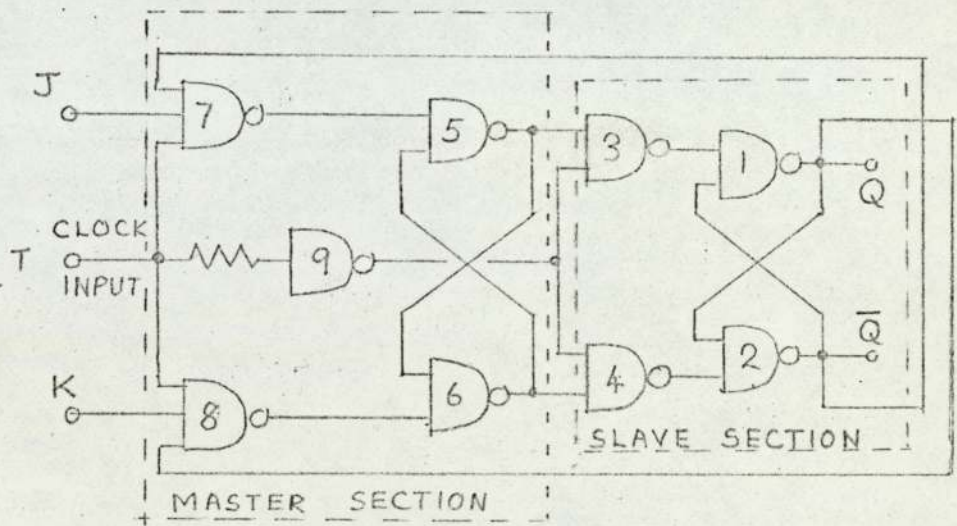 J
7
5
3
1
Q
CLOCK
T
INPUT
9
K
8
6
4
2
Q̅
SLAVE SECTION
MASTER SECTION